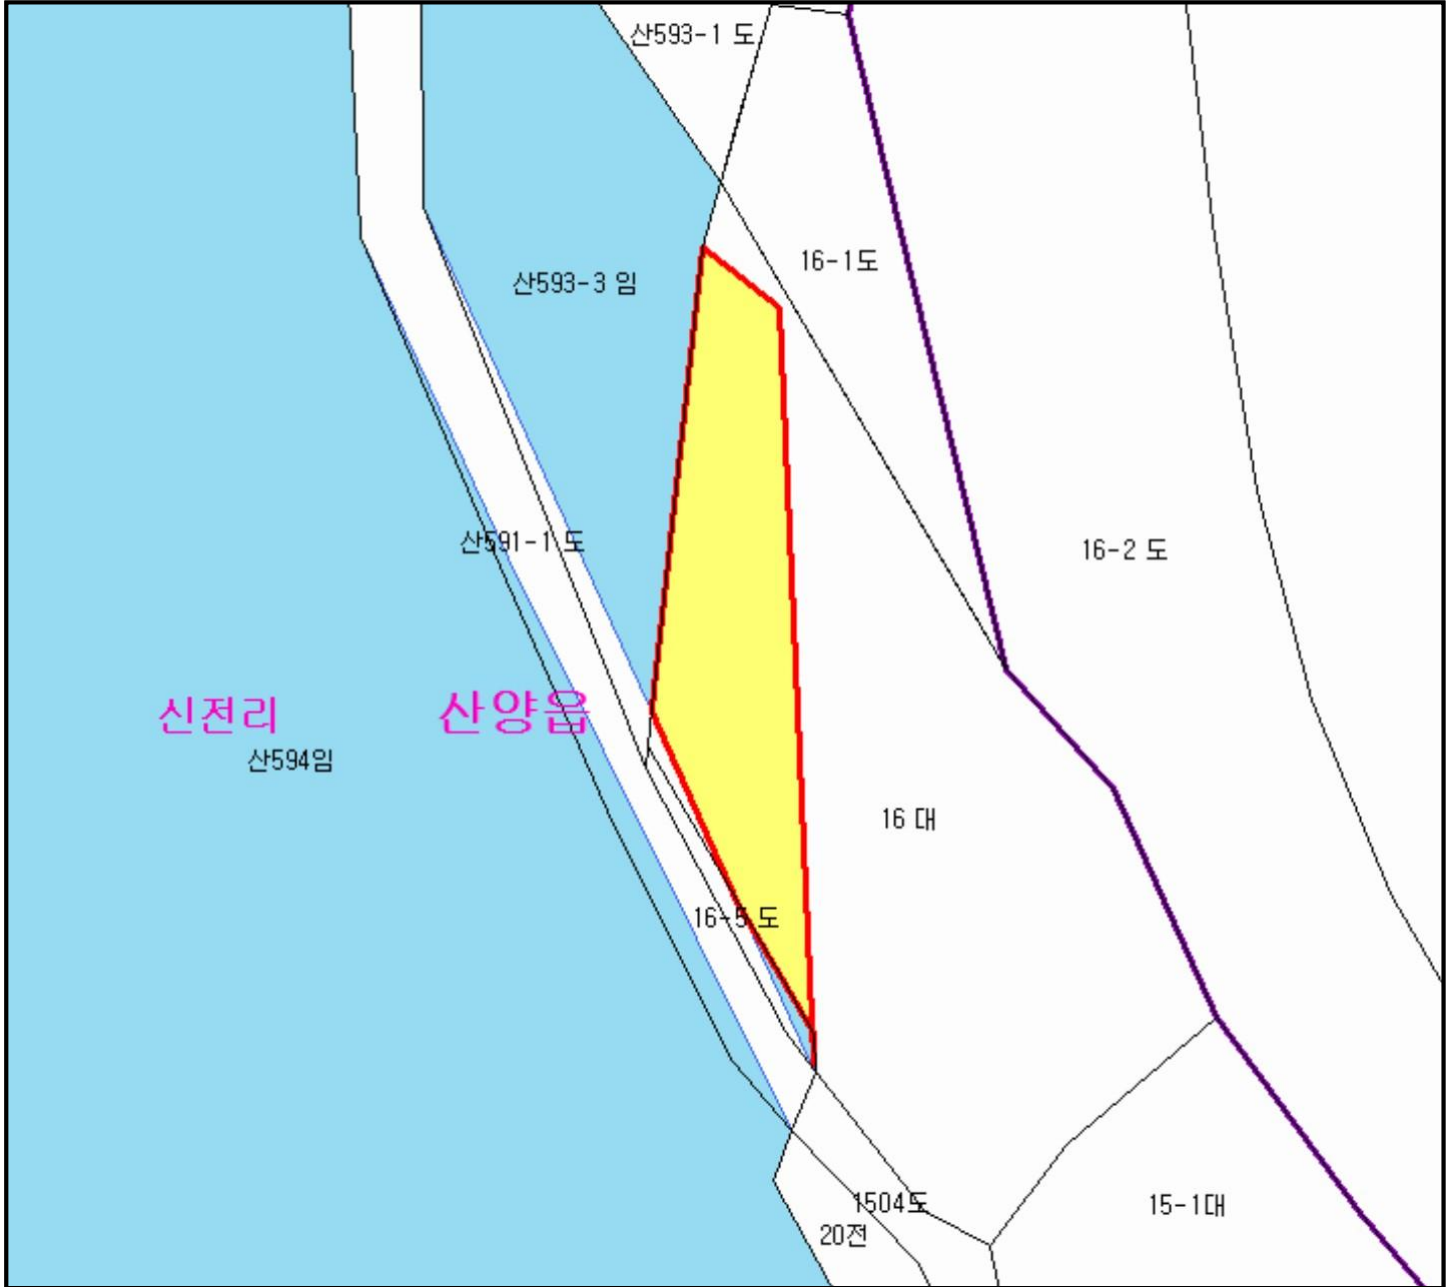 산593-1 도
16-1도
산593-3 임
산591-1 도
16-2 도
신전리
산양읍
산594임
16 대
16-5 도
1504도
15-1대
20전